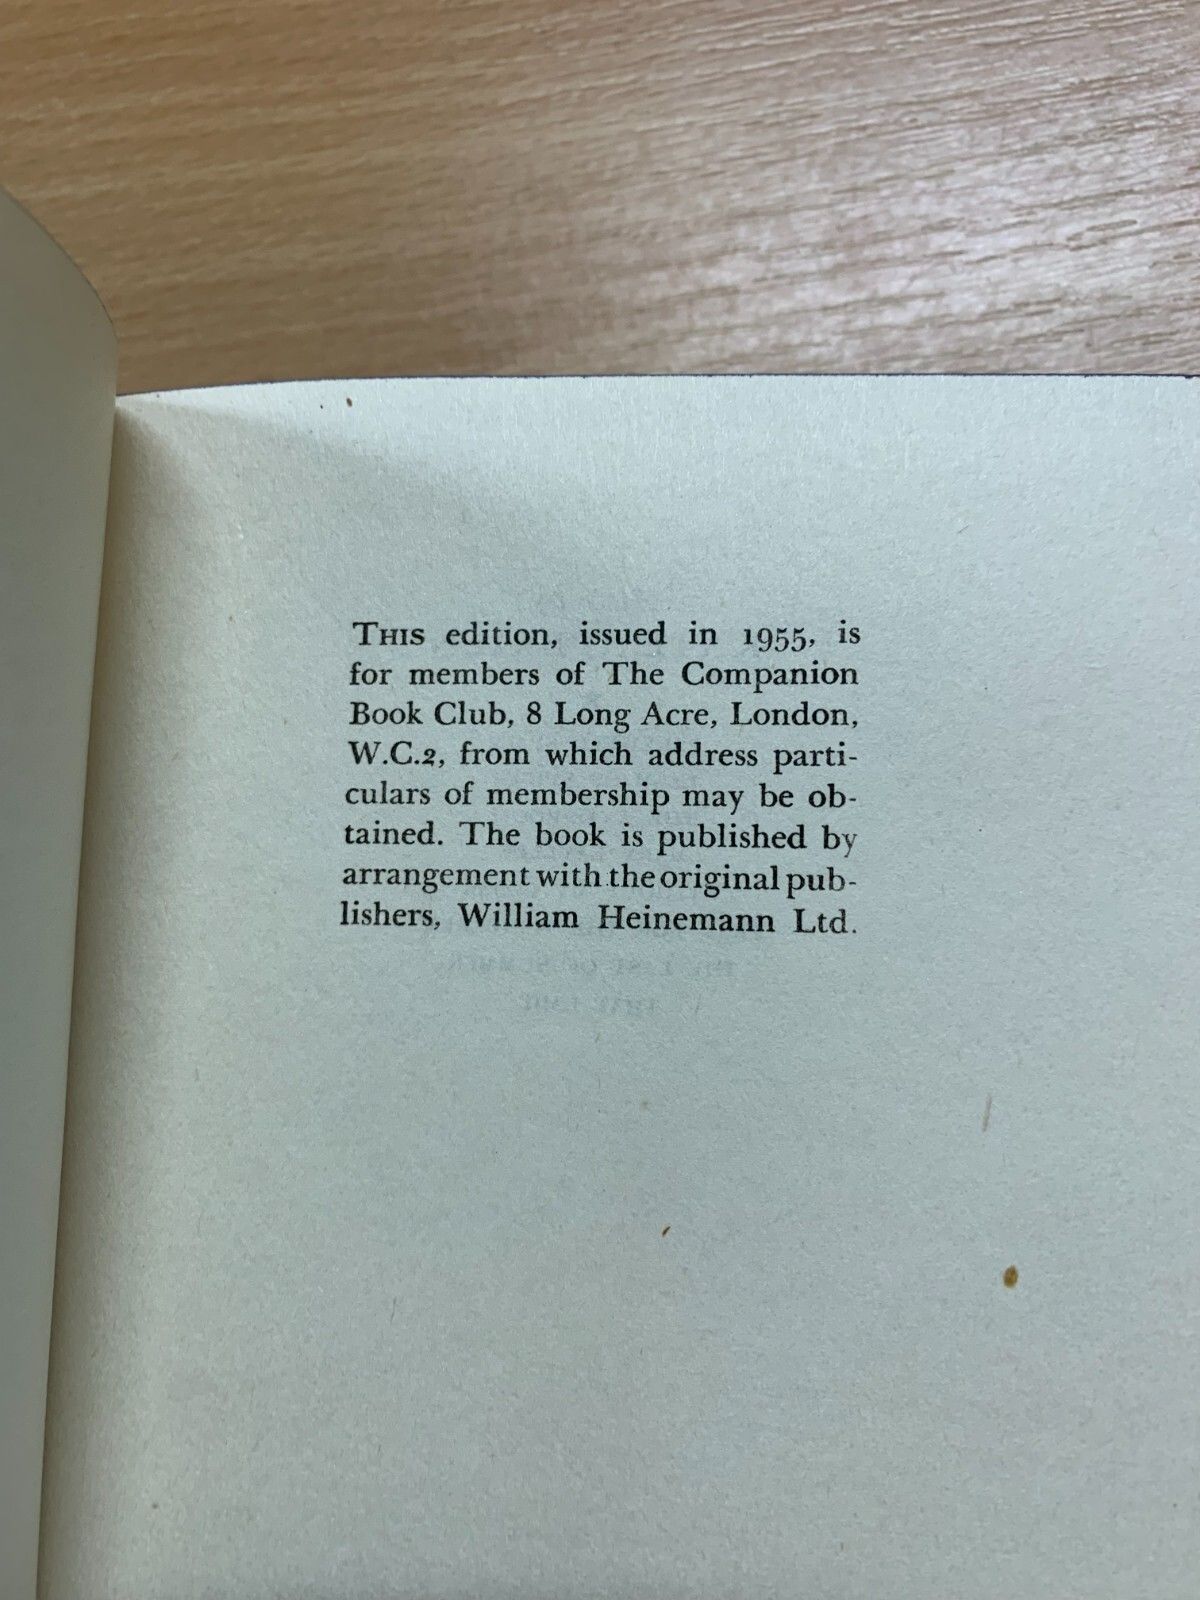 THIS edition, issued in 1955, is
for members of The Companion
Book Club, 8 Long Acre, London,
W.C.2, from which address parti-
culars of membership may be ob-
tained. The book is published by
arrangement with the original pub-
lishers, William Heinemann Ltd.